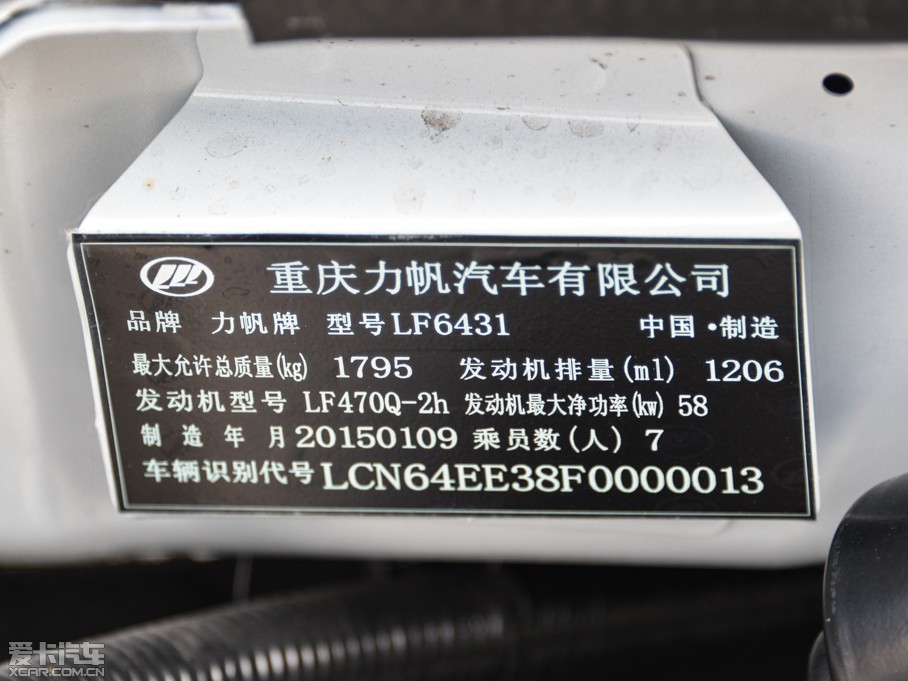 重庆力帆汽车有限公司
品牌 力帆牌 型号LF6431 中国·制造
最大允许总质量(kg) 1795 发动机排量(ml) 1206
发动机型号 LF470Q-2h 发动机最大净功率(kw) 58
制造年月20150109 乘员数(人) 7
车辆识别代号LCN64EE38F0000013
爱卡汽车
XCAR.COM.CN